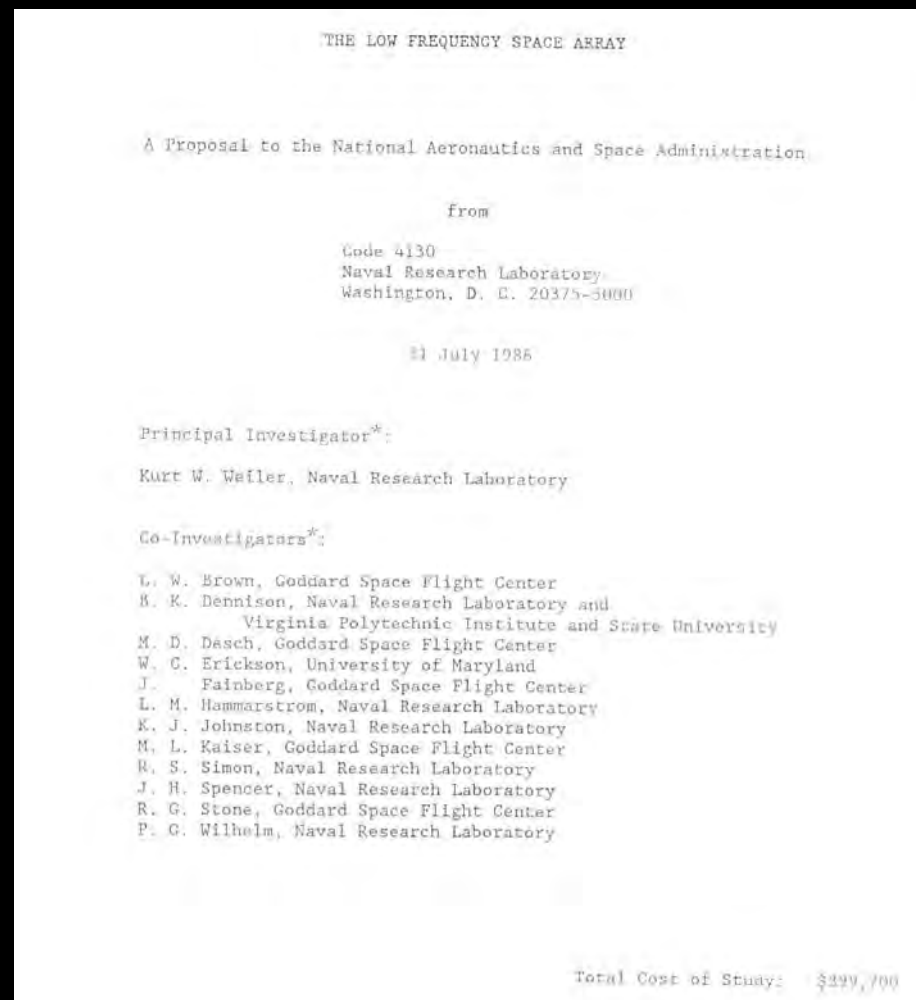 THE LOW FREQUENCY SPACE ARRAY
A Proposal to the National Aeronautics and Space Administration
from
Code 4130
Naval Research Laboratory
Washington, D. C. 20375-5000
July 1986
Principal Investigator*:
Kurt W. Weiler, Naval Research Laboratory
Co-Investigators*:
L. W. Brown, Goddard Space Flight Center
B. K. Dennison, Naval Research Laboratory and
Virginia Polytechnic Institute and State University
M. D. Desch, Goddard Space Flight Center
W. C. Erickson, University of Maryland
J. Fainberg, Goddard Space Flight Center
L. M. Hammarstrom, Naval Research Laboratory
K. J. Johnston, Naval Research Laboratory
M. L. Kaiser, Goddard Space Flight Center
R. S. Simon, Naval Research Laboratory
J. H. Spencer, Naval Research Laboratory
R. G. Stone, Goddard Space Flight Center
P. G. Wilhelm, Naval Research Laboratory
Total Cost of Study: